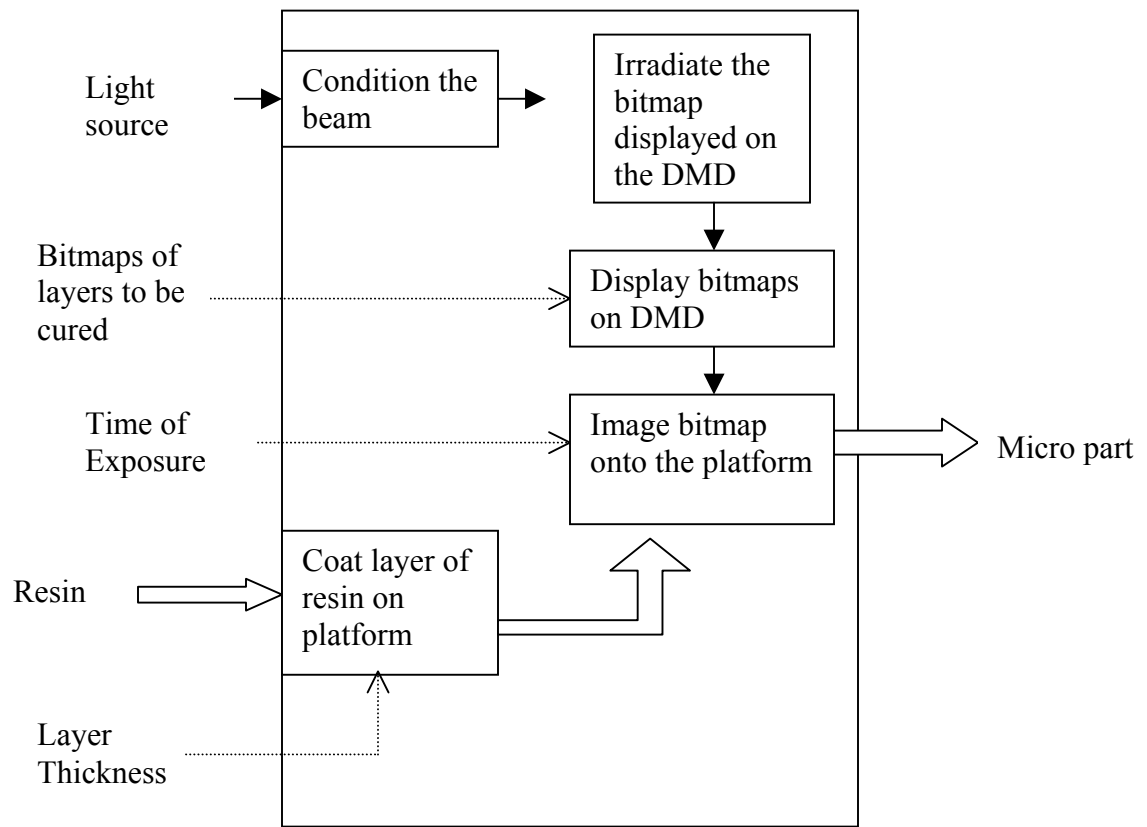 Light
source
Condition the
beam
Irradiate the
bitmap
displayed on
the DMD
Bitmaps of
layers to be
cured
Display bitmaps
on DMD
Time of
Exposure
Image bitmap
onto the platform
Micro part
Resin
Coat layer of
resin on
platform
Layer
Thickness